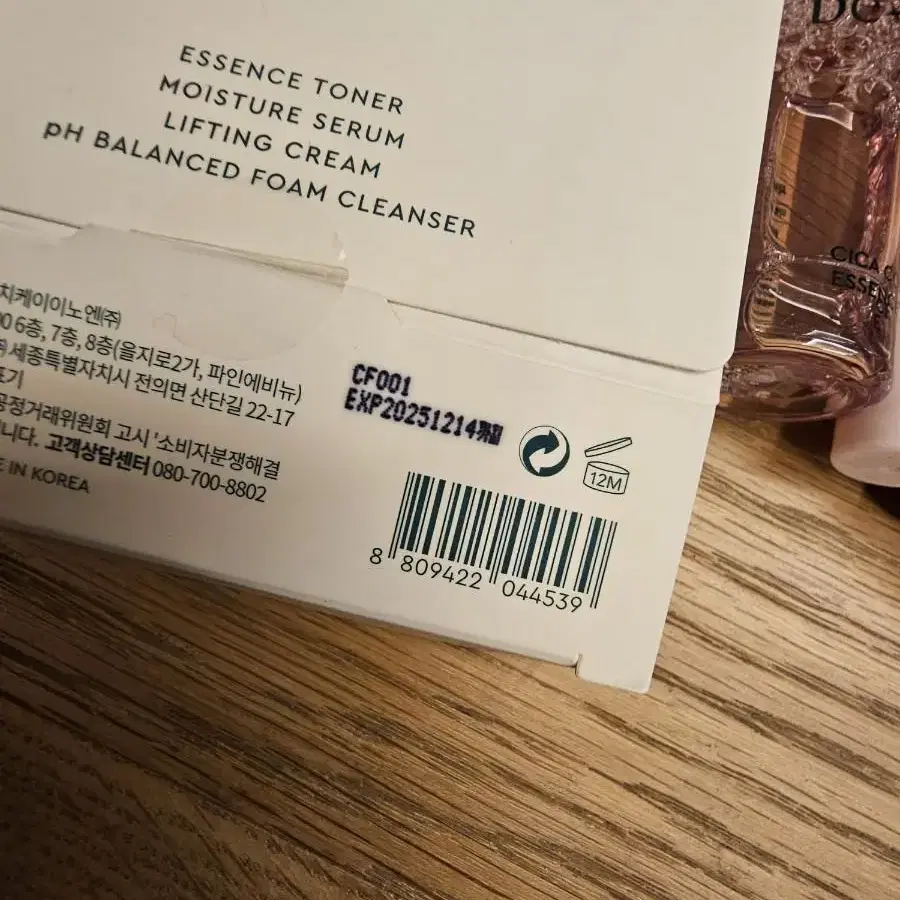 ESSENCE TONER
MOISTURE SERUM
LIFTING CREAM
pH BALANCED FOAM CLEANSER
치케이이노엔㈜
00 6층, 7층, 8층(을지로2가, 파인애비뉴)
세종특별자치시 전의면 산단길 22-17
표기
공정거래위원회 고시 '소비자분쟁해결
니다. 고객상담센터 080-700-8802
E IN KOREA
CF001
EXP20251214까지
12M
8 809422 044539
CICA
ESSEN